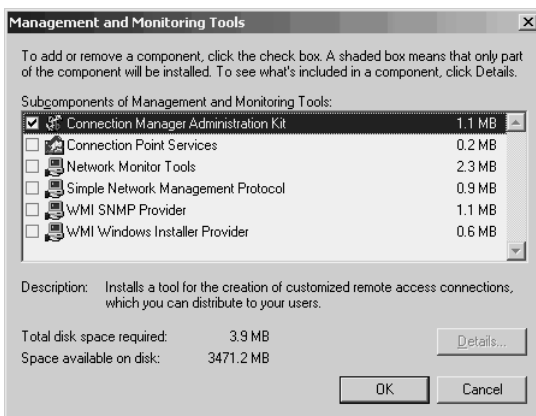 Management and Monitoring Tools
To add or remove a component, click the check box. A shaded box means that only part
of the component will be installed. To see what's included in a component, click Details.
Subcomponents of Management and Monitoring Tools:
Connection Manager Administration Kit 1.1 MB
Connection Point Services 0.2 MB
Network Monitor Tools 2.3 MB
Simple Network Management Protocol 0.9 MB
WMI SNMP Provider 1.1 MB
WMI Windows Installer Provider 0.6 MB
Description: Installs a tool for the creation of customized remote access connections,
which you can distribute to your users.
Total disk space required: 3.9 MB
Space available on disk: 3471.2 MB
Details...
OK Cancel